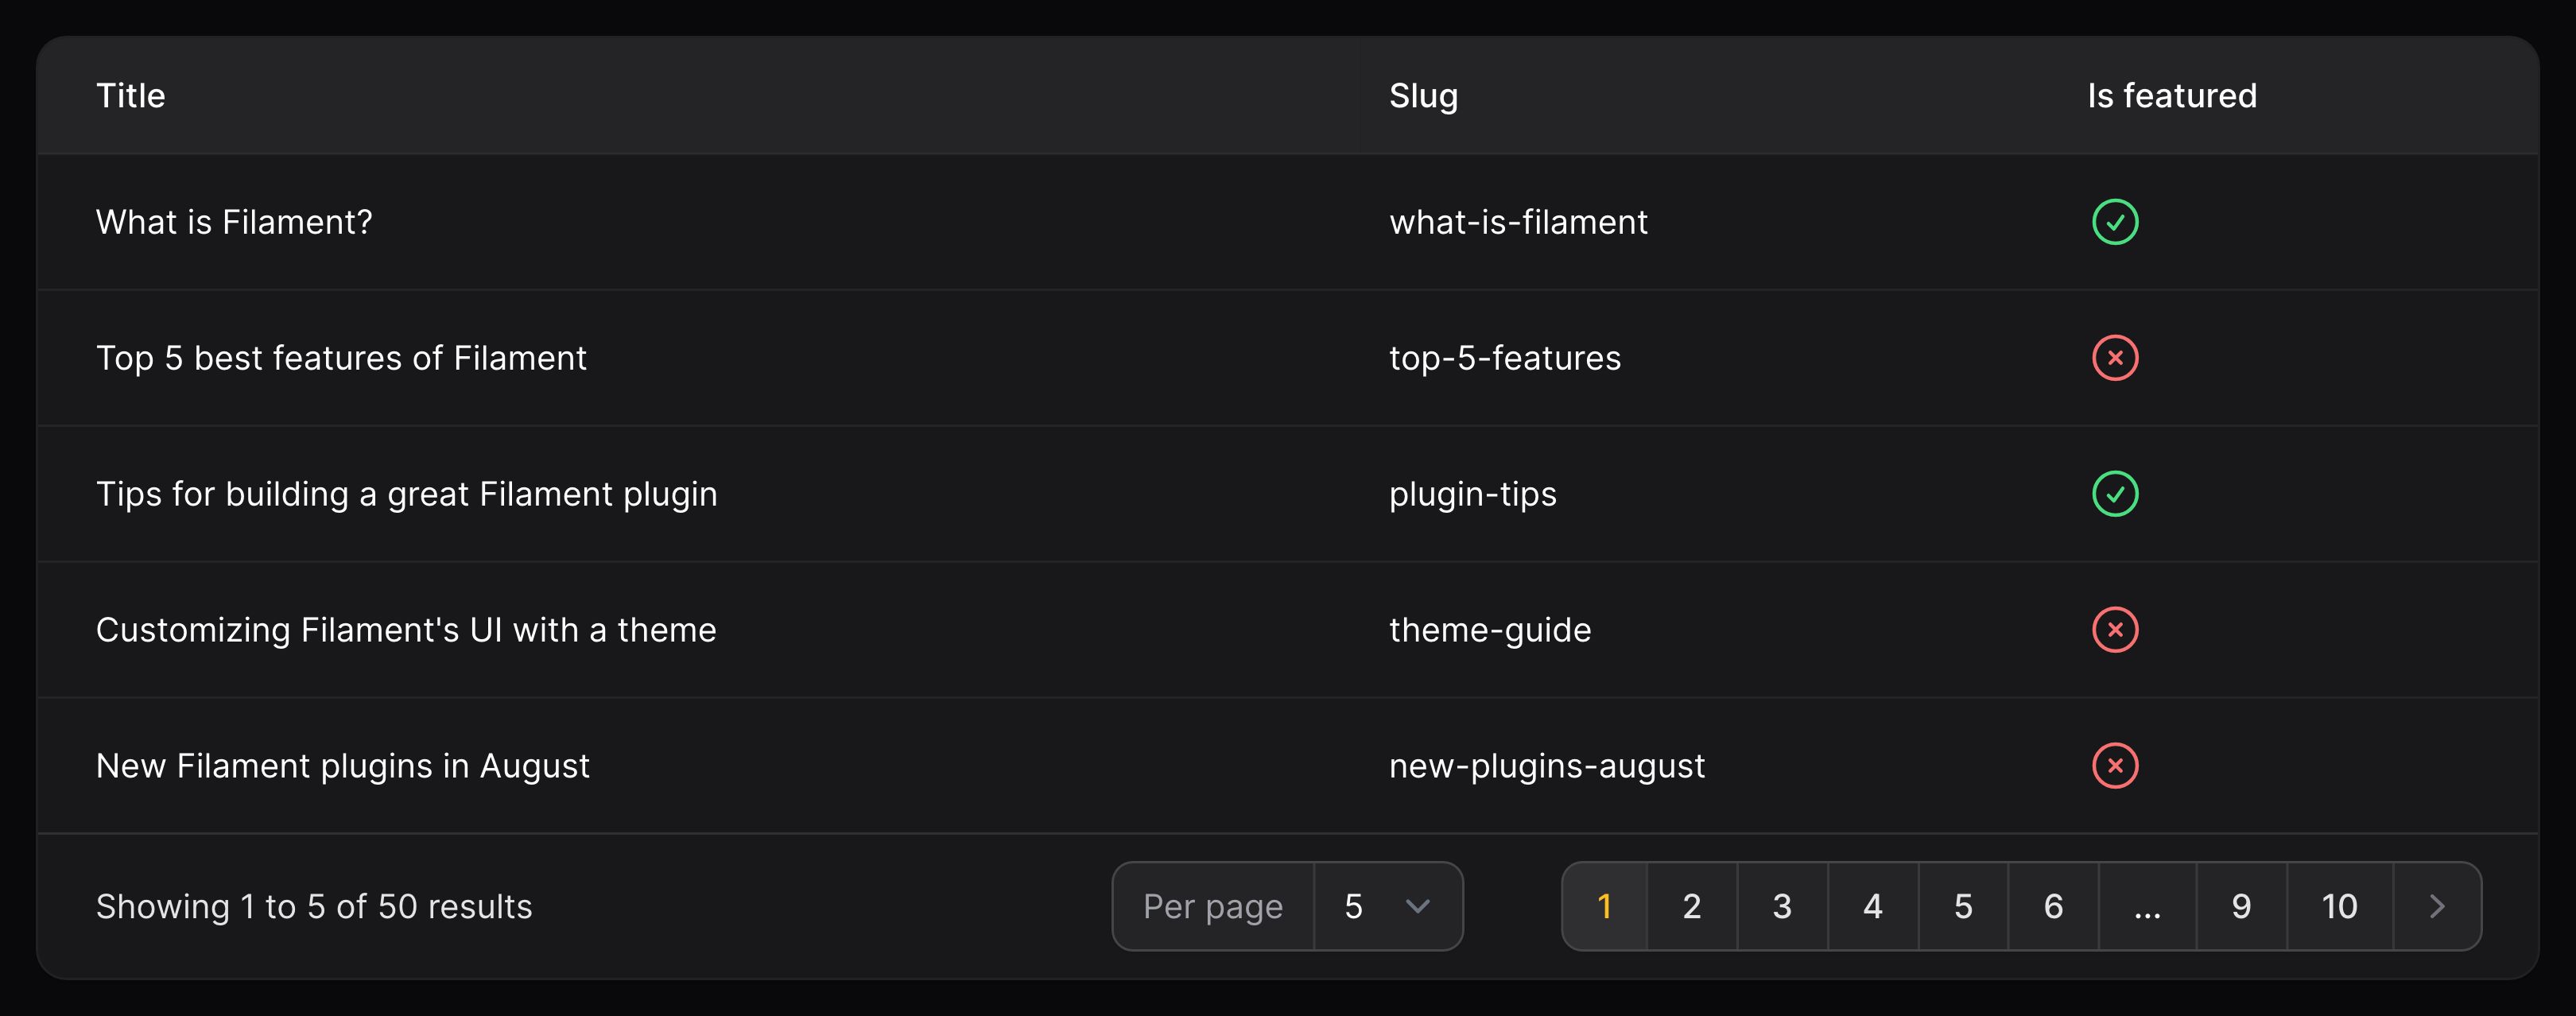 Title Slug Is featured
What is Filament? what-is-filament
Top 5 best features of Filament top-5-features
Tips for building a great Filament plugin plugin-tips
Customizing Filament's UI with a theme theme-guide
New Filament plugins in August new-plugins-august
Showing 1 to 5 of 50 results Per page 5 1 2 3 4 5 6 ... 9 10